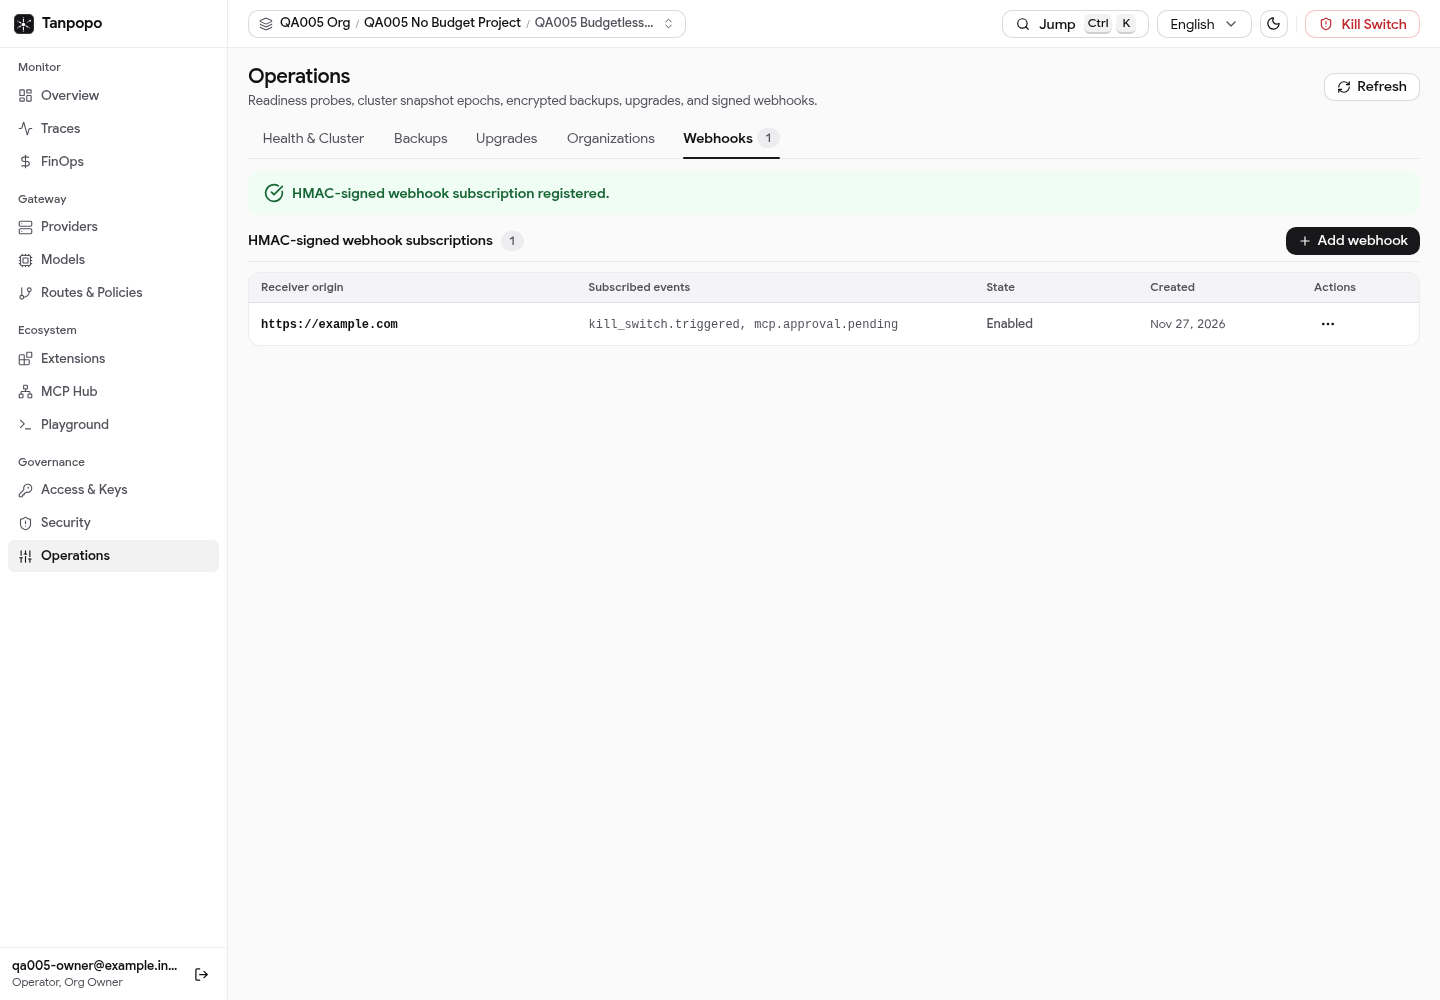 Tanpopo
QA005 Org / QA005 No Budget Project / QA005 Budgetless...
Jump Ctrl K
English
Kill Switch
Monitor
Overview
Traces
FinOps
Gateway
Providers
Models
Routes & Policies
Ecosystem
Extensions
MCP Hub
Playground
Governance
Access & Keys
Security
Operations
qa005-owner@example.in...
Operator, Org Owner
Operations
Readiness probes, cluster snapshot epochs, encrypted backups, upgrades, and signed webhooks.
Refresh
Health & Cluster Backups Upgrades Organizations Webhooks 1
HMAC-signed webhook subscription registered.
HMAC-signed webhook subscriptions 1
+ Add webhook
Receiver origin Subscribed events State Created Actions
https://example.com kill_switch.triggered, mcp.approval.pending Enabled Nov 27, 2026 ...